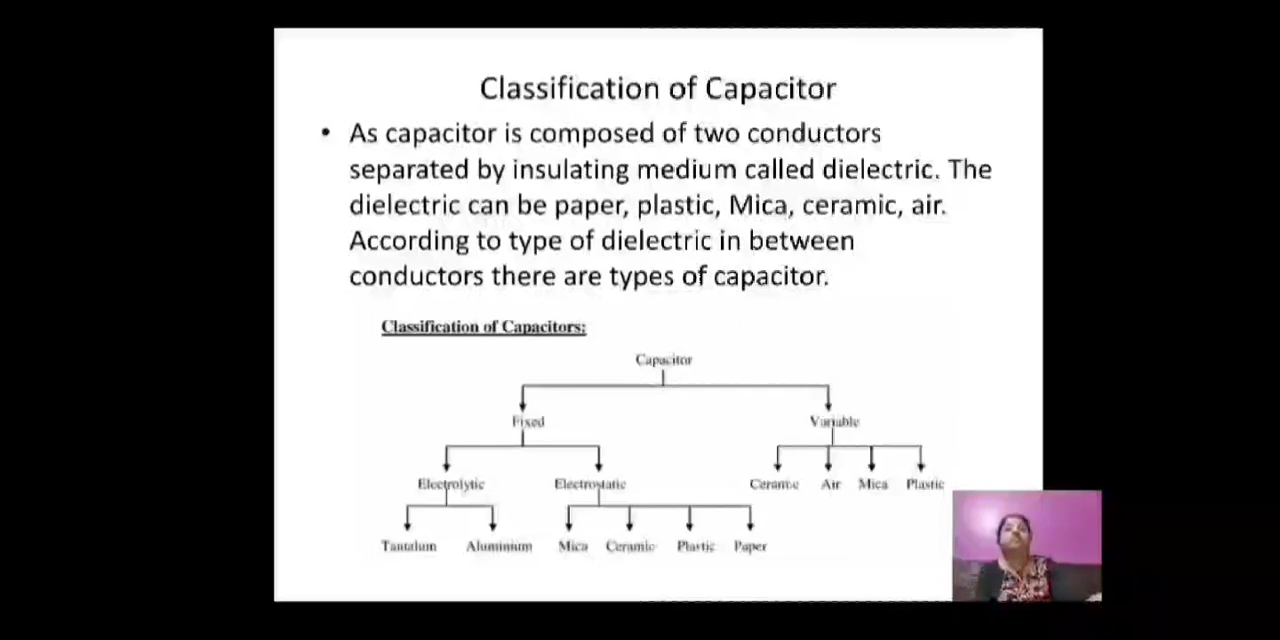 Classification of Capacitor
• As capacitor is composed of two conductors
separated by insulating medium called dielectric. The
dielectric can be paper, plastic, Mica, ceramic, air.
According to type of dielectric in between
conductors there are types of capacitor.
Classification of Capacitors:
Capacitor
Fixed Variable
Electrolytic Electrostatic Ceramic Air Mica Plastic
Tantalum Aluminium Mica Ceramic Plastic Paper